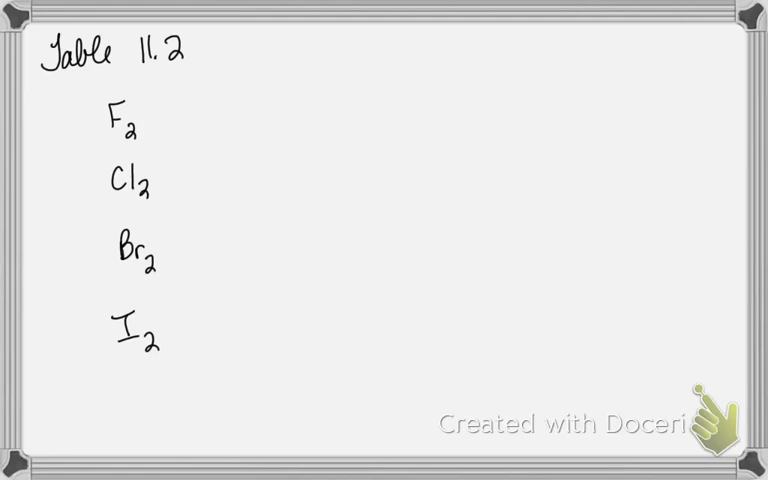 Table 11.2
F₂
Cl₂
Br₂
I₂
Created with Doceri